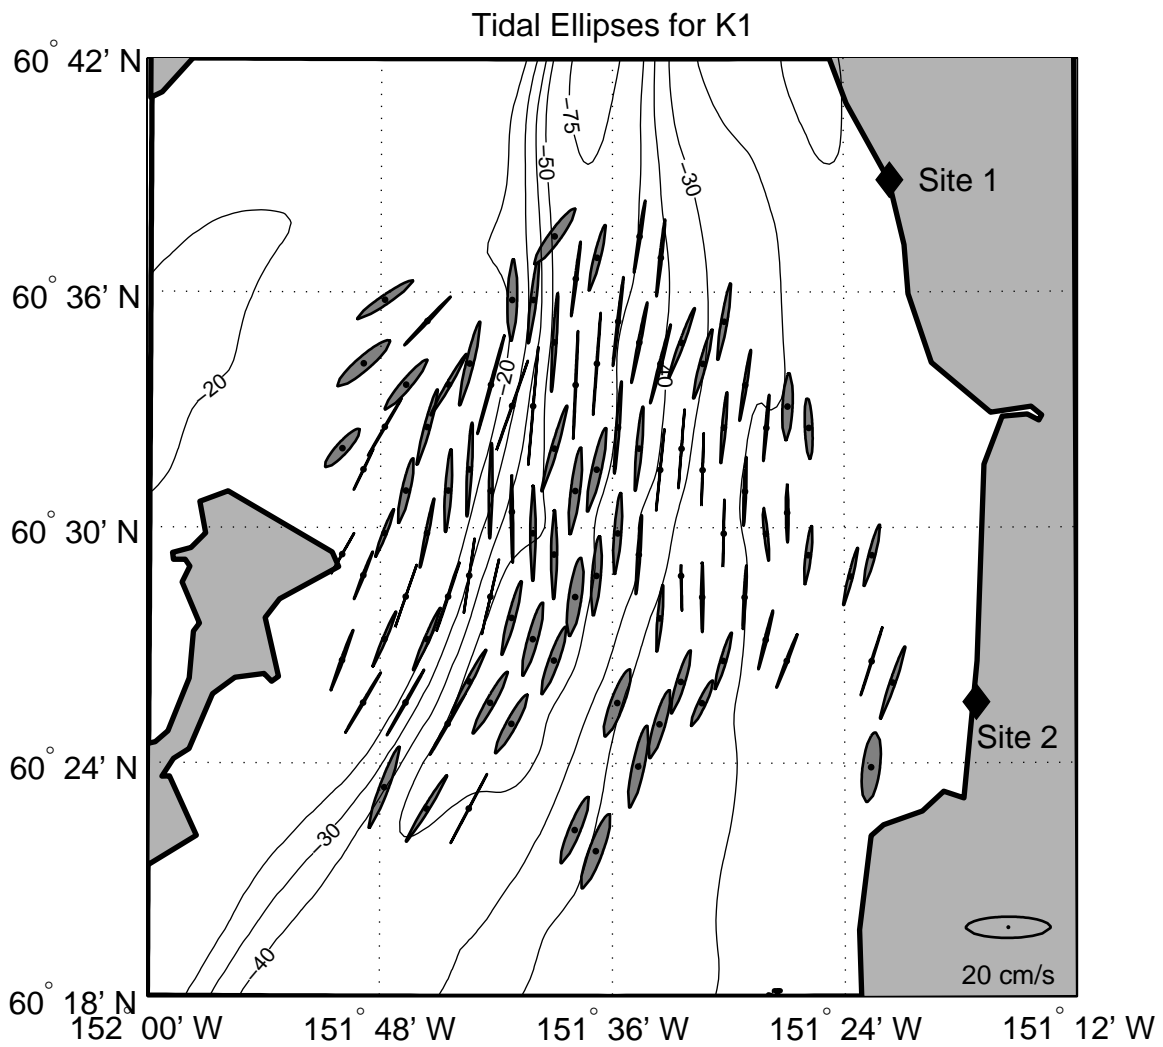 Tidal Ellipses for K1
60° 42’ N
−75
−50
−30
Site 1
60° 36’ N
−20
−20
−40
60° 30’ N
Site 2
60° 24’ N
−30
−40
20 cm/s
60° 18’ N
152° 00’ W
151° 48’ W
151° 36’ W
151° 24’ W
151° 12’ W